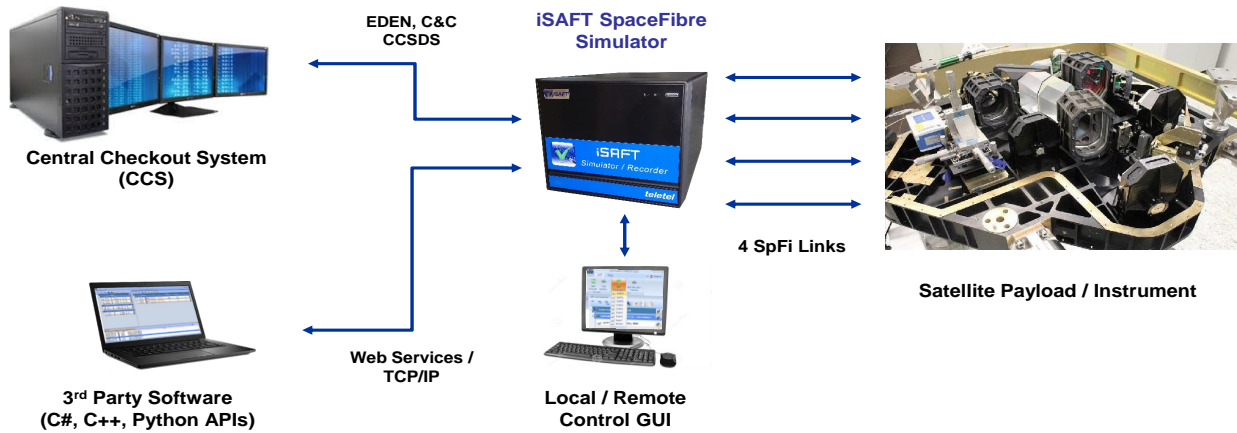 EDEN, C&C
CCSDS
iSAFT SpaceFibre
Simulator
iSAFT
iSAFT
Simulator / Recorder
teletel
Central Checkout System
(CCS)
4 SpFi Links
Satellite Payload / Instrument
Web Services /
TCP/IP
3rd Party Software
(C#, C++, Python APIs)
Local / Remote
Control GUI